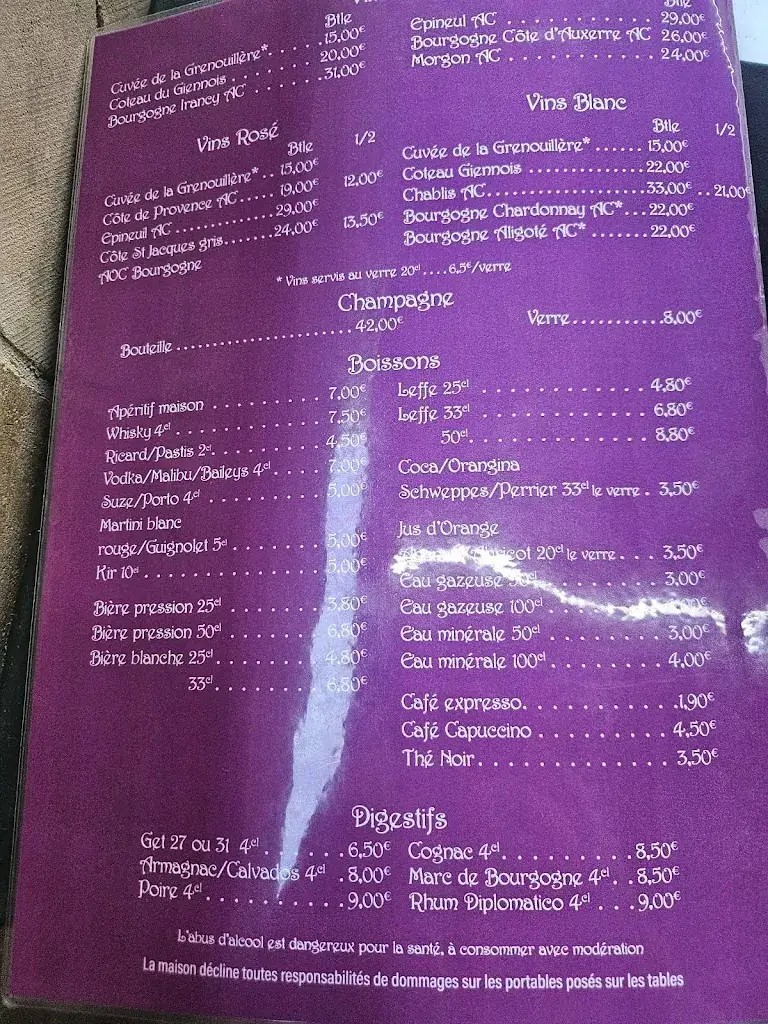 Btle
Cuvée de la Grenouillère* . . . . . 15,00€
Coteau du Giennois . . . . . . 20,00€
Bourgogne Irancy AC . . . . . . 31,00€
Btle
Epineul AC . . . . . . . . . . . . 29,00€
Bourgogne Côte d'Auxerre AC 26,00€
Morgon AC . . . . . . . . . . . . 24,00€
Vins Rosé
Btle 1/2
Cuvée de la Grenouillère* . . 15,00€
Côte de Provence AC . . . . 19,00€ 12,00€
Epineuil AC . . . . . . . . . . 29,00€
Côte St Jacques gris . . . . . . . 24,00€ 13,50€
AOC Bourgogne
Vins Blanc
Btle 1/2
Cuvée de la Grenouillère* . . . . . . 15,00€
Coteau Giennois . . . . . . . . . . 22,00€
Chablis AC . . . . . . . . . . 33,00€ . . 21,00€
Bourgogne Chardonnay AC* . . . 22,00€
Bourgogne Aligoté AC* . . . . . . . 22,00€
* Vins servis au verre 20cl . . . . 6,5€/verre
Champagne
Bouteille . . . . . . . . . . 42,00€
Verre . . . . . . . . . . 8,00€
Boissons
Apéritif maison . . . . . . . . . 7,00€
Whisky 4cl . . . . . . . . . . 7,50€
Ricard/Pastis 2cl . . . . . . . . 4,50€
Vodka/Malibu/Baileys 4cl . . . . 7,00€
Suze/Porto 4cl . . . . . . . . . 5,00€
Martini blanc
rouge/Guignolet 5cl . . . . . . . 5,00€
Kir 10cl . . . . . . . . . . 5,00€
Bière pression 25cl . . . . . . . 3,80€
Bière pression 50cl . . . . . . . 6,80€
Bière blanche 25cl . . . . . . . . 4,80€
33cl . . . . . . . . . . 6,80€
Leffe 25cl . . . . . . . . . . 4,80€
Leffe 33cl . . . . . . . . . . 6,80€
50cl . . . . . . . . . . 8,80€
Coca/Orangina
Schweppes/Perrier 33cl le verre . 3,50€
Jus d'Orange
20cl le verre . . . 3,50€
Eau gazeuse . . . . . . . . . 3,00€
Eau gazeuse 100cl . . . . . . . .
Eau minérale 50cl . . . . . . . . 3,00€
Eau minérale 100cl . . . . . . . . 4,00€
Café expresso . . . . . . . . . . 1,90€
Café Capuccino . . . . . . . . . 4,50€
Thé Noir . . . . . . . . . . 3,50€
Digestifs
Get 27 ou 31 4cl . . . . . . 6,50€
Armagnac/Calvados 4cl . 8,00€
Poire 4cl . . . . . . . . . . 9,00€
Cognac 4cl . . . . . . . . . 8,50€
Marc de Bourgogne 4cl . . 8,50€
Rhum Diplomatico 4cl . . . 9,00€
L'abus d'alcool est dangereux pour la santé, à consommer avec modération
La maison décline toutes responsabilités de dommages sur les portables posés sur les tables